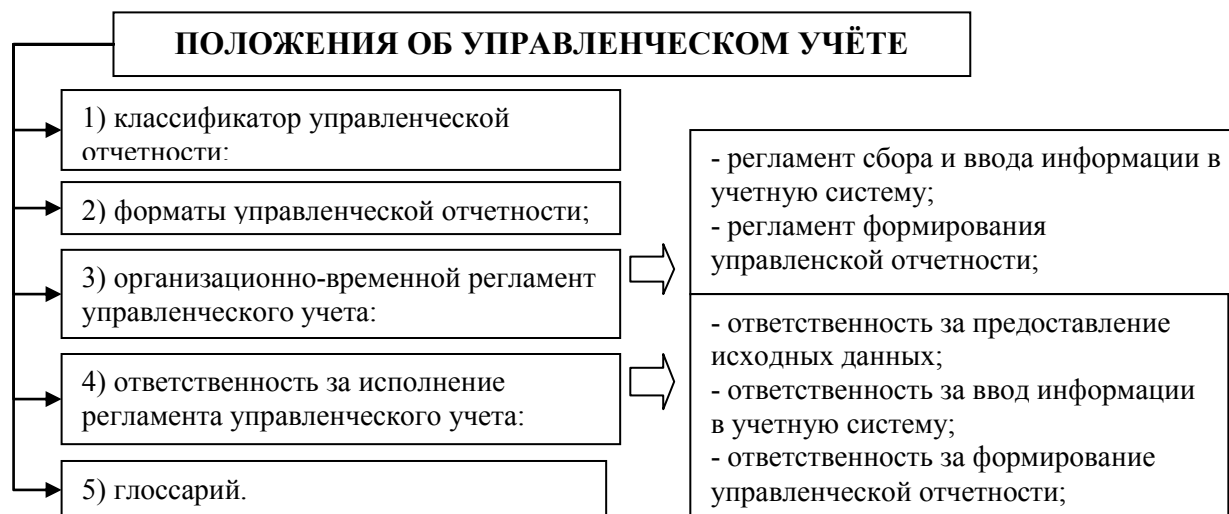 ПОЛОЖЕНИЯ ОБ УПРАВЛЕНЧЕСКОМ УЧЁТЕ
1) классификатор управленческой
отчетности:
2) форматы управленческой отчетности;
3) организационно-временной регламент
управленческого учета:
4) ответственность за исполнение
регламента управленческого учета:
5) глоссарий.
- регламент сбора и ввода информации в
учетную систему;
- регламент формирования
управленской отчетности;
- ответственность за предоставление
исходных данных;
- ответственность за ввод информации
в учетную систему;
- ответственность за формирование
управленческой отчетности;